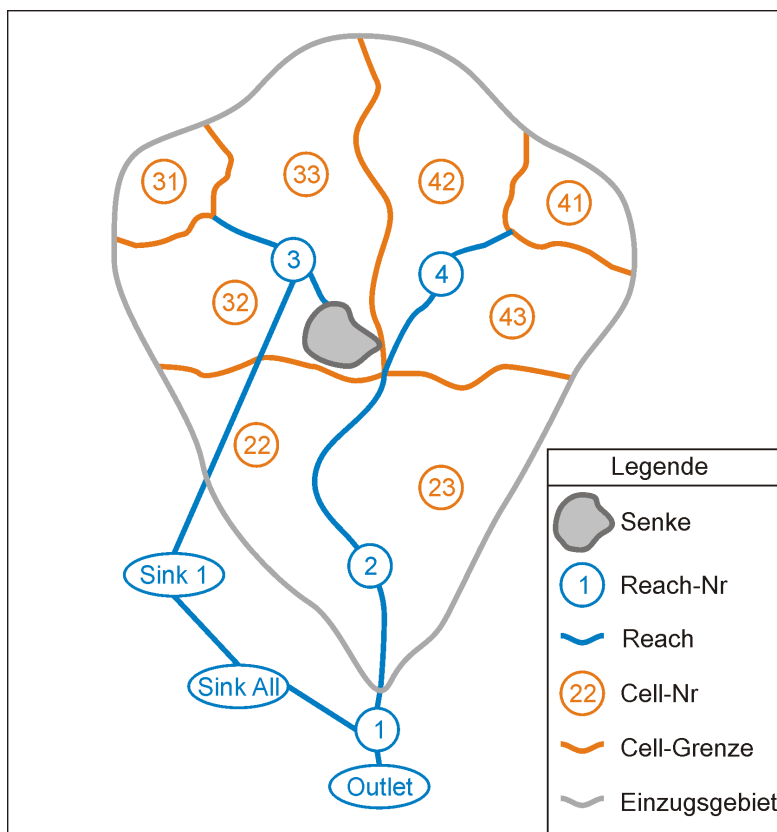 31
33
42
41
3
4
32
43
22
23
2
Sink 1
Sink All
1
Outlet
Legende
Senke
1 Reach-Nr
Reach
22 Cell-Nr
Cell-Grenze
Einzugsgebiet